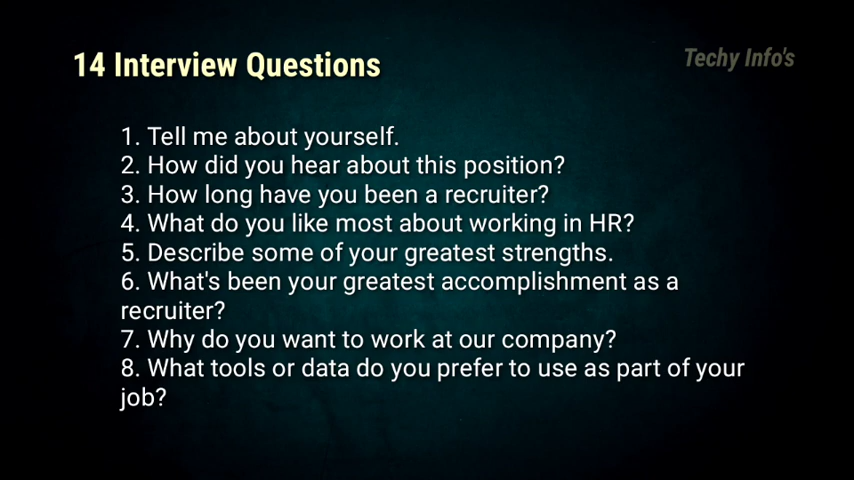 14 Interview Questions
Techy Info's
1. Tell me about yourself.
2. How did you hear about this position?
3. How long have you been a recruiter?
4. What do you like most about working in HR?
5. Describe some of your greatest strengths.
6. What's been your greatest accomplishment as a
recruiter?
7. Why do you want to work at our company?
8. What tools or data do you prefer to use as part of your
job?